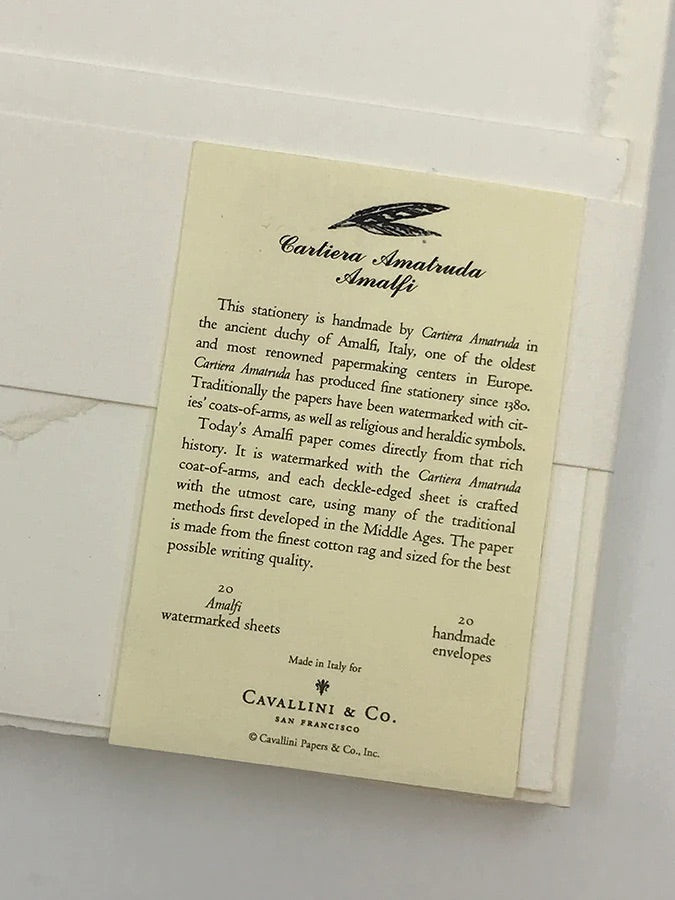 Cartiera Amatruda
Amalfi
This stationery is handmade by Cartiera Amatruda in
the ancient duchy of Amalfi, Italy, one of the oldest
and most renowned papermaking centers in Europe.
Cartiera Amatruda has produced fine stationery since 1380.
Traditionally the papers have been watermarked with cit-
ies' coats-of-arms, as well as religious and heraldic symbols.
Today's Amalfi paper comes directly from that rich
history. It is watermarked with the Cartiera Amatruda
coat-of-arms, and each deckle-edged sheet is crafted
with the utmost care, using many of the traditional
methods first developed in the Middle Ages. The paper
is made from the finest cotton rag and sized for the best
possible writing quality.
20
Amalfi
watermarked sheets
20
handmade
envelopes
Made in Italy for
CAVALLINI & CO.
SAN FRANCISCO
© Cavallini Papers & Co., Inc.